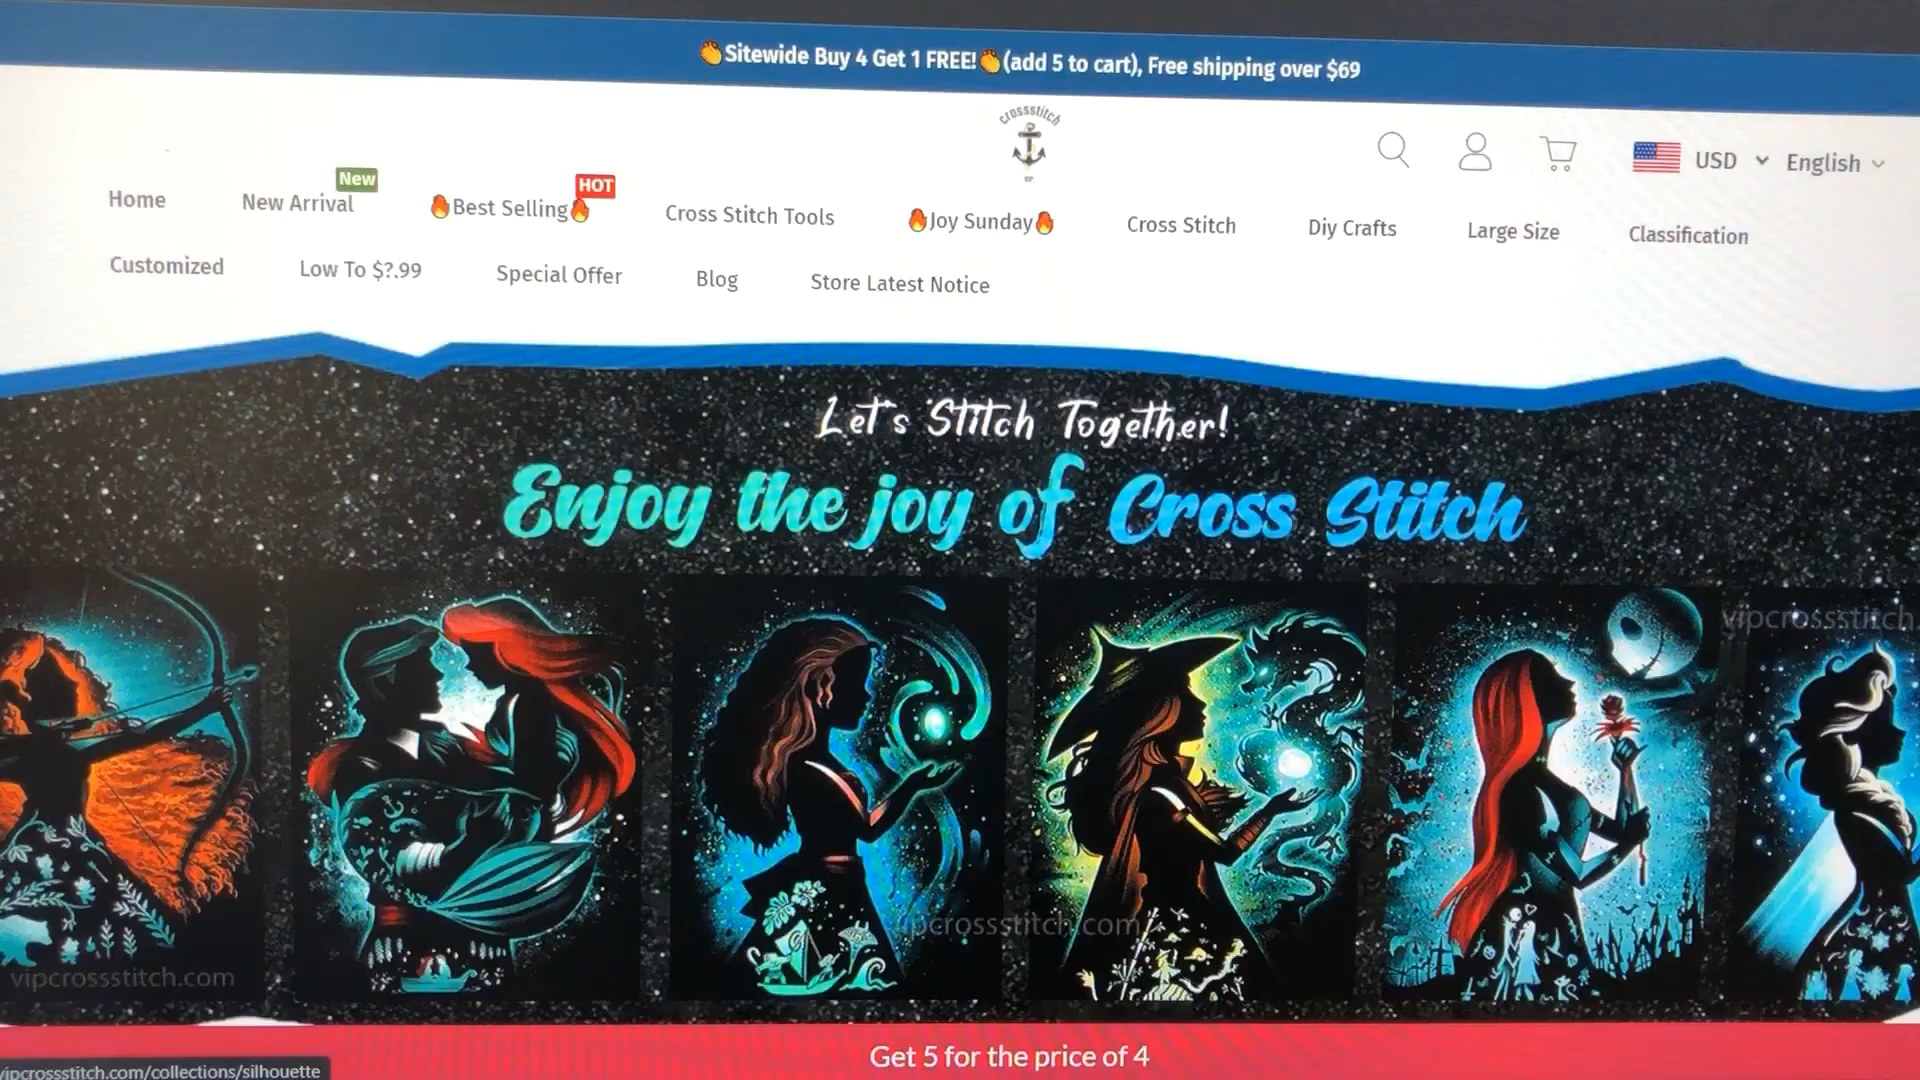 👏Sitewide Buy 4 Get 1 FREE!👏(add 5 to cart), Free shipping over $69
crossstitch
USD
English
New
HOT
Home
New Arrival
🔥Best Selling🔥
Cross Stitch Tools
🔥Joy Sunday🔥
Cross Stitch
Diy Crafts
Large Size
Classification
Customized
Low To $?.99
Special Offer
Blog
Store Latest Notice
Let's Stitch Together!
Enjoy the joy of Cross Stitch
vipcrossstitch
vipcrossstitch.com
vipcrossstitch.com
Get 5 for the price of 4
vipcrossstitch.com/collections/silhouette